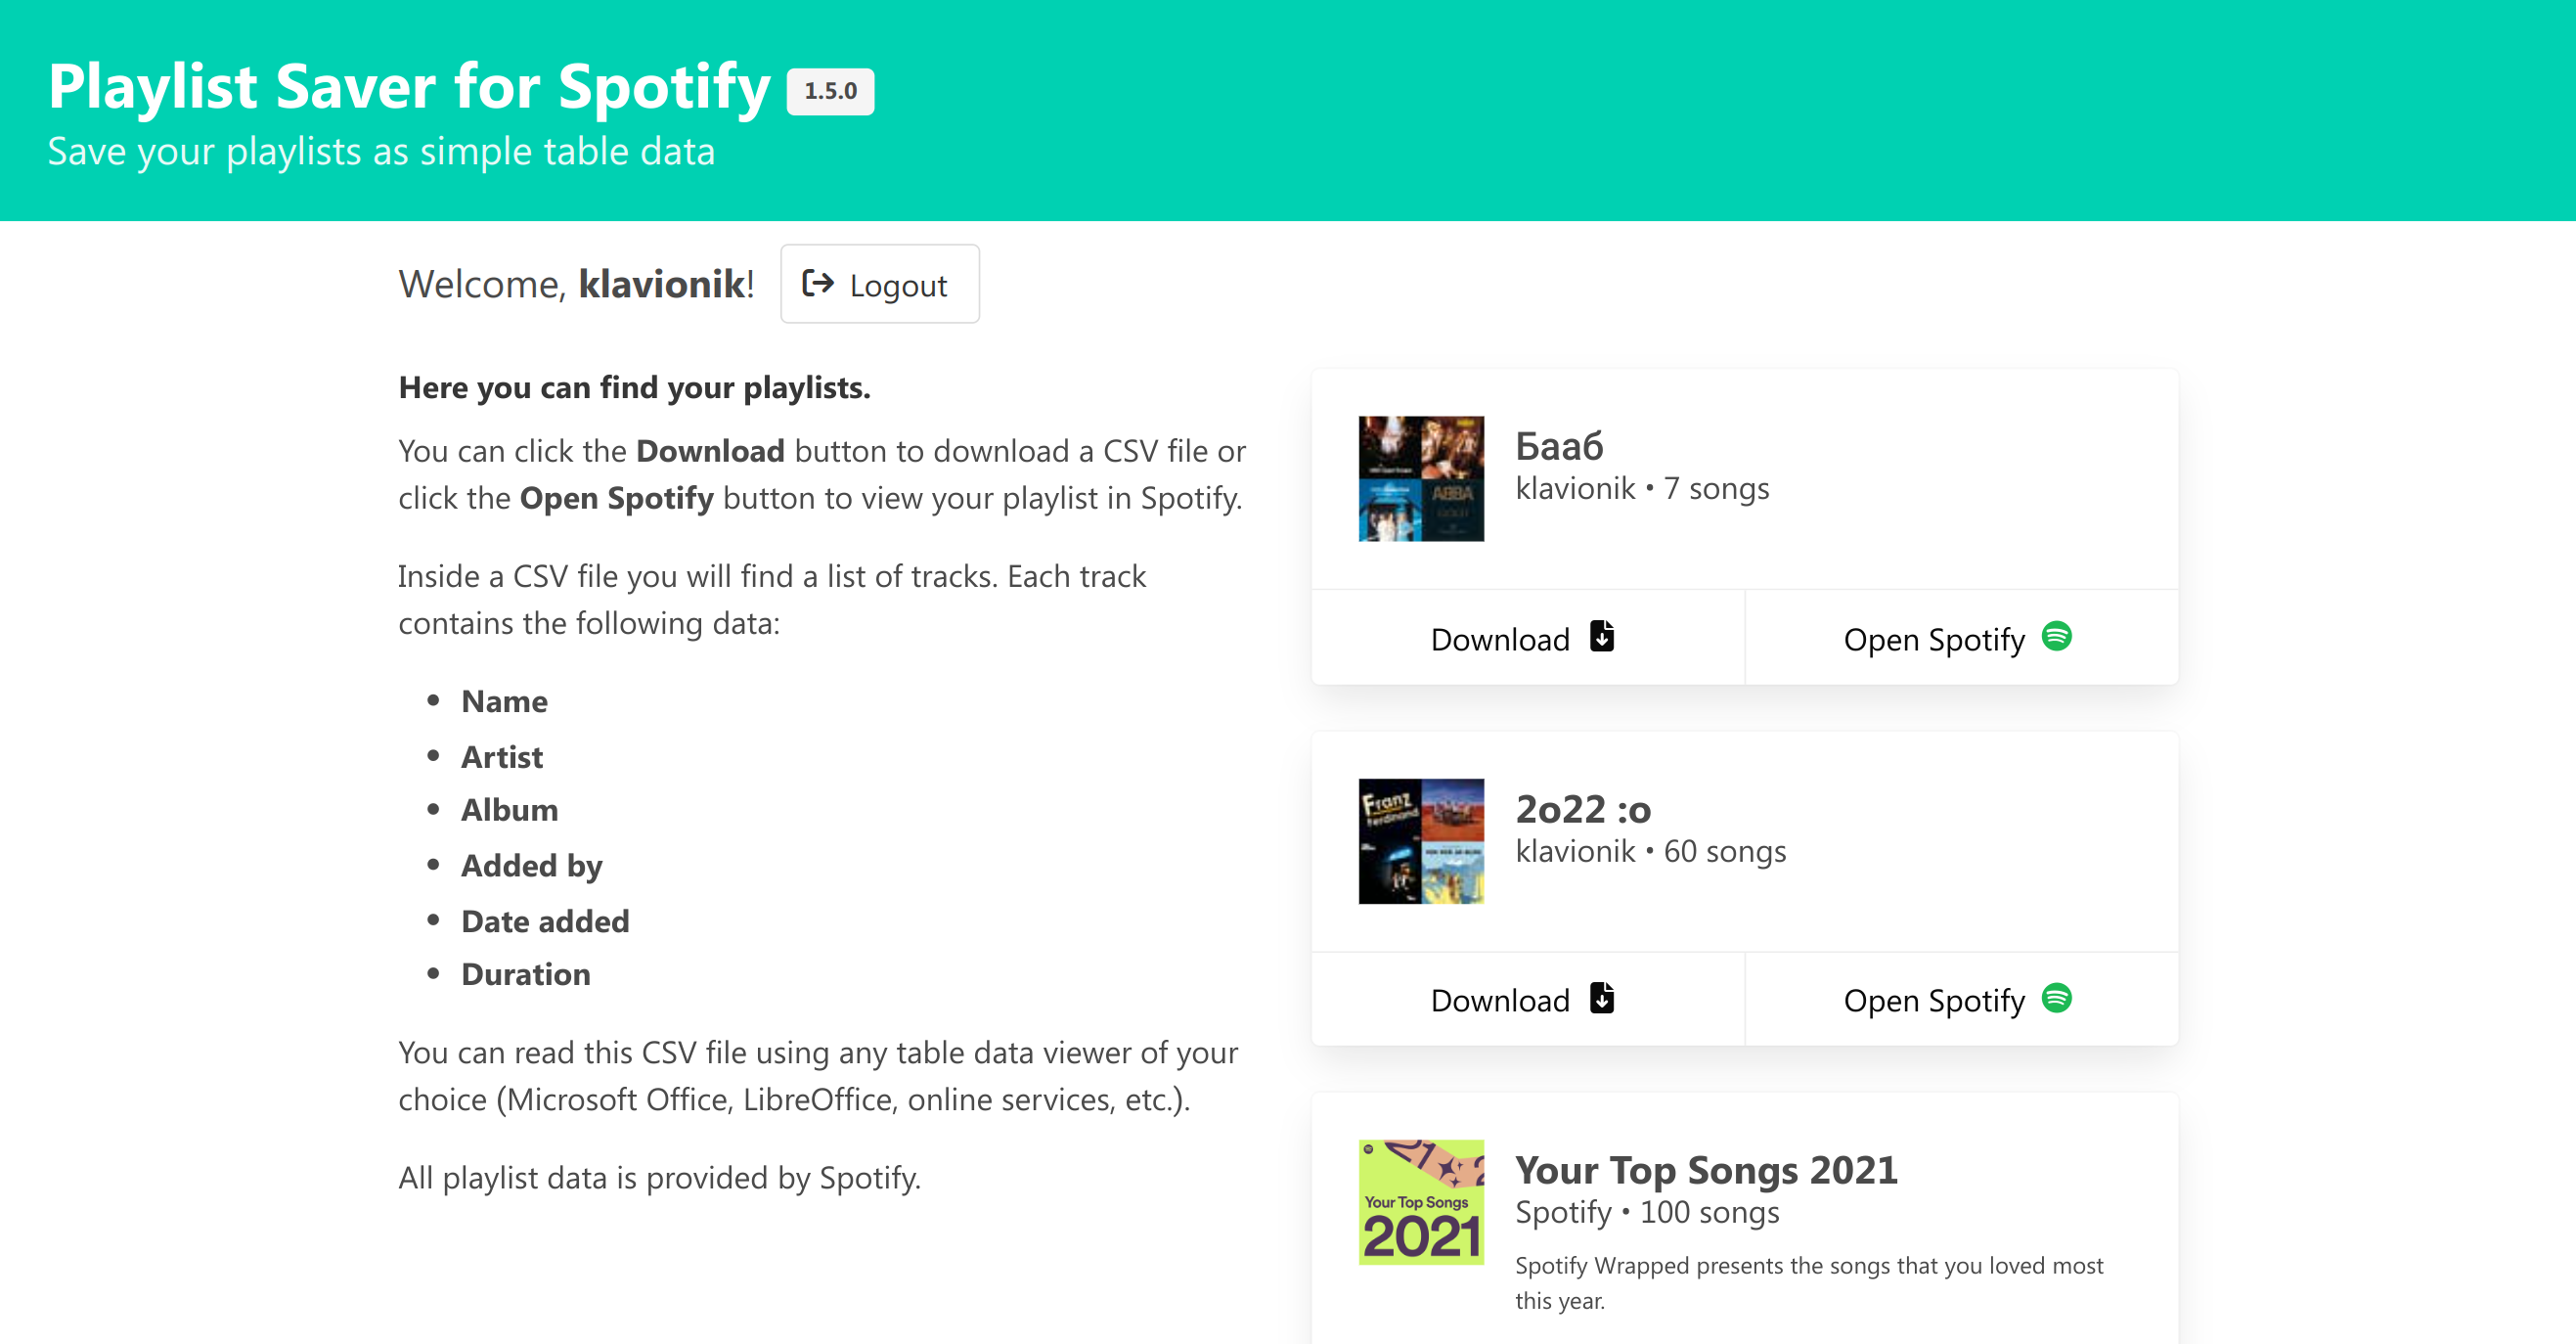 Playlist Saver for Spotify 1.5.0
Save your playlists as simple table data
Welcome, klavionik! Logout
Here you can find your playlists.
You can click the Download button to download a CSV file or
click the Open Spotify button to view your playlist in Spotify.
Inside a CSV file you will find a list of tracks. Each track
contains the following data:
• Name
• Artist
• Album
• Added by
• Date added
• Duration
You can read this CSV file using any table data viewer of your
choice (Microsoft Office, LibreOffice, online services, etc.).
All playlist data is provided by Spotify.
ABBA
GOLD
Бааб
klavionik • 7 songs
Download Open Spotify
Franz
Ferdinand
2o22 :o
klavionik • 60 songs
Download Open Spotify
Your Top Songs
2021
Your Top Songs 2021
Spotify • 100 songs
Spotify Wrapped presents the songs that you loved most
this year.